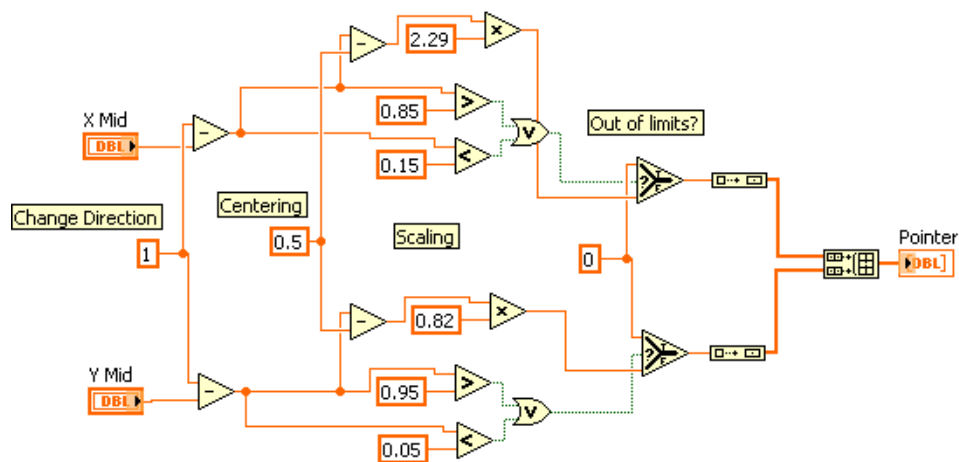 2.29
X Mid
DBL
0.85
Out of limits?
0.15
Change Direction
Centering
Scaling
1
0.5
0
Pointer
DBL]
0.82
Y Mid
DBL
0.95
0.05